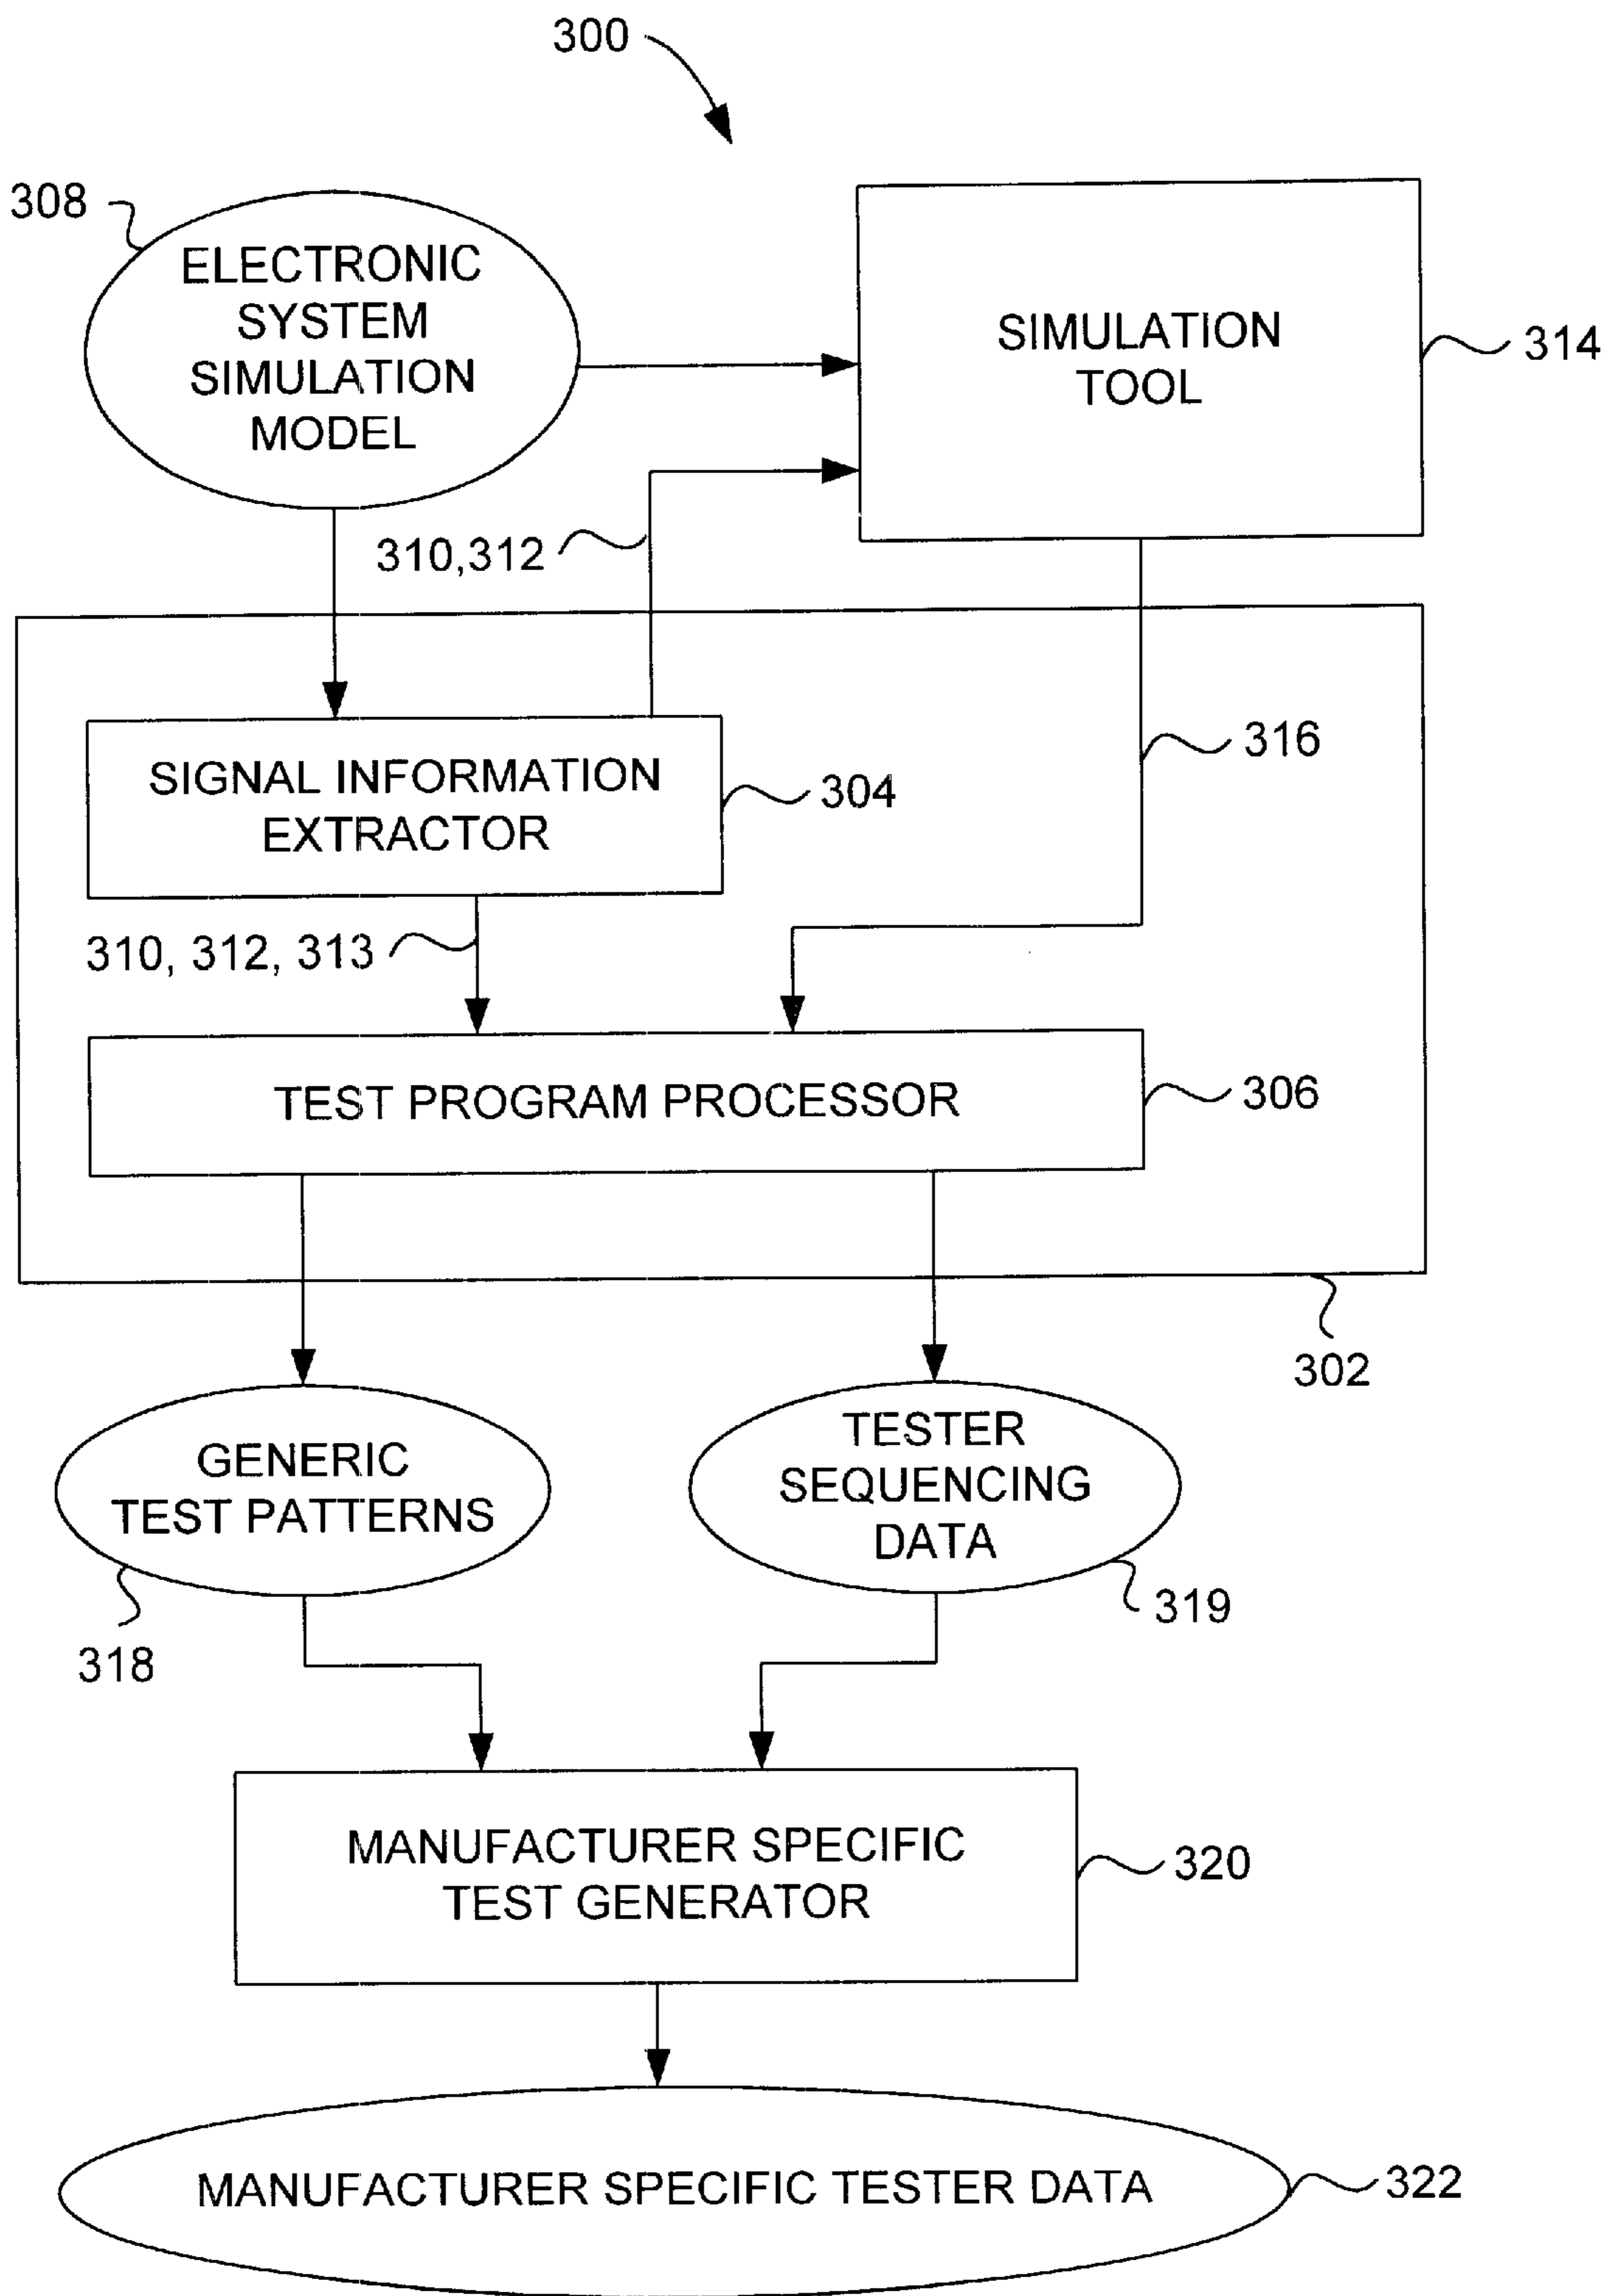 300
308
ELECTRONIC
SYSTEM
SIMULATION
MODEL
SIMULATION
TOOL
314
310,312
316
SIGNAL INFORMATION
EXTRACTOR
304
310, 312, 313
TEST PROGRAM PROCESSOR
306
302
GENERIC
TEST PATTERNS
318
TESTER
SEQUENCING
DATA
319
MANUFACTURER SPECIFIC
TEST GENERATOR
320
MANUFACTURER SPECIFIC TESTER DATA
322